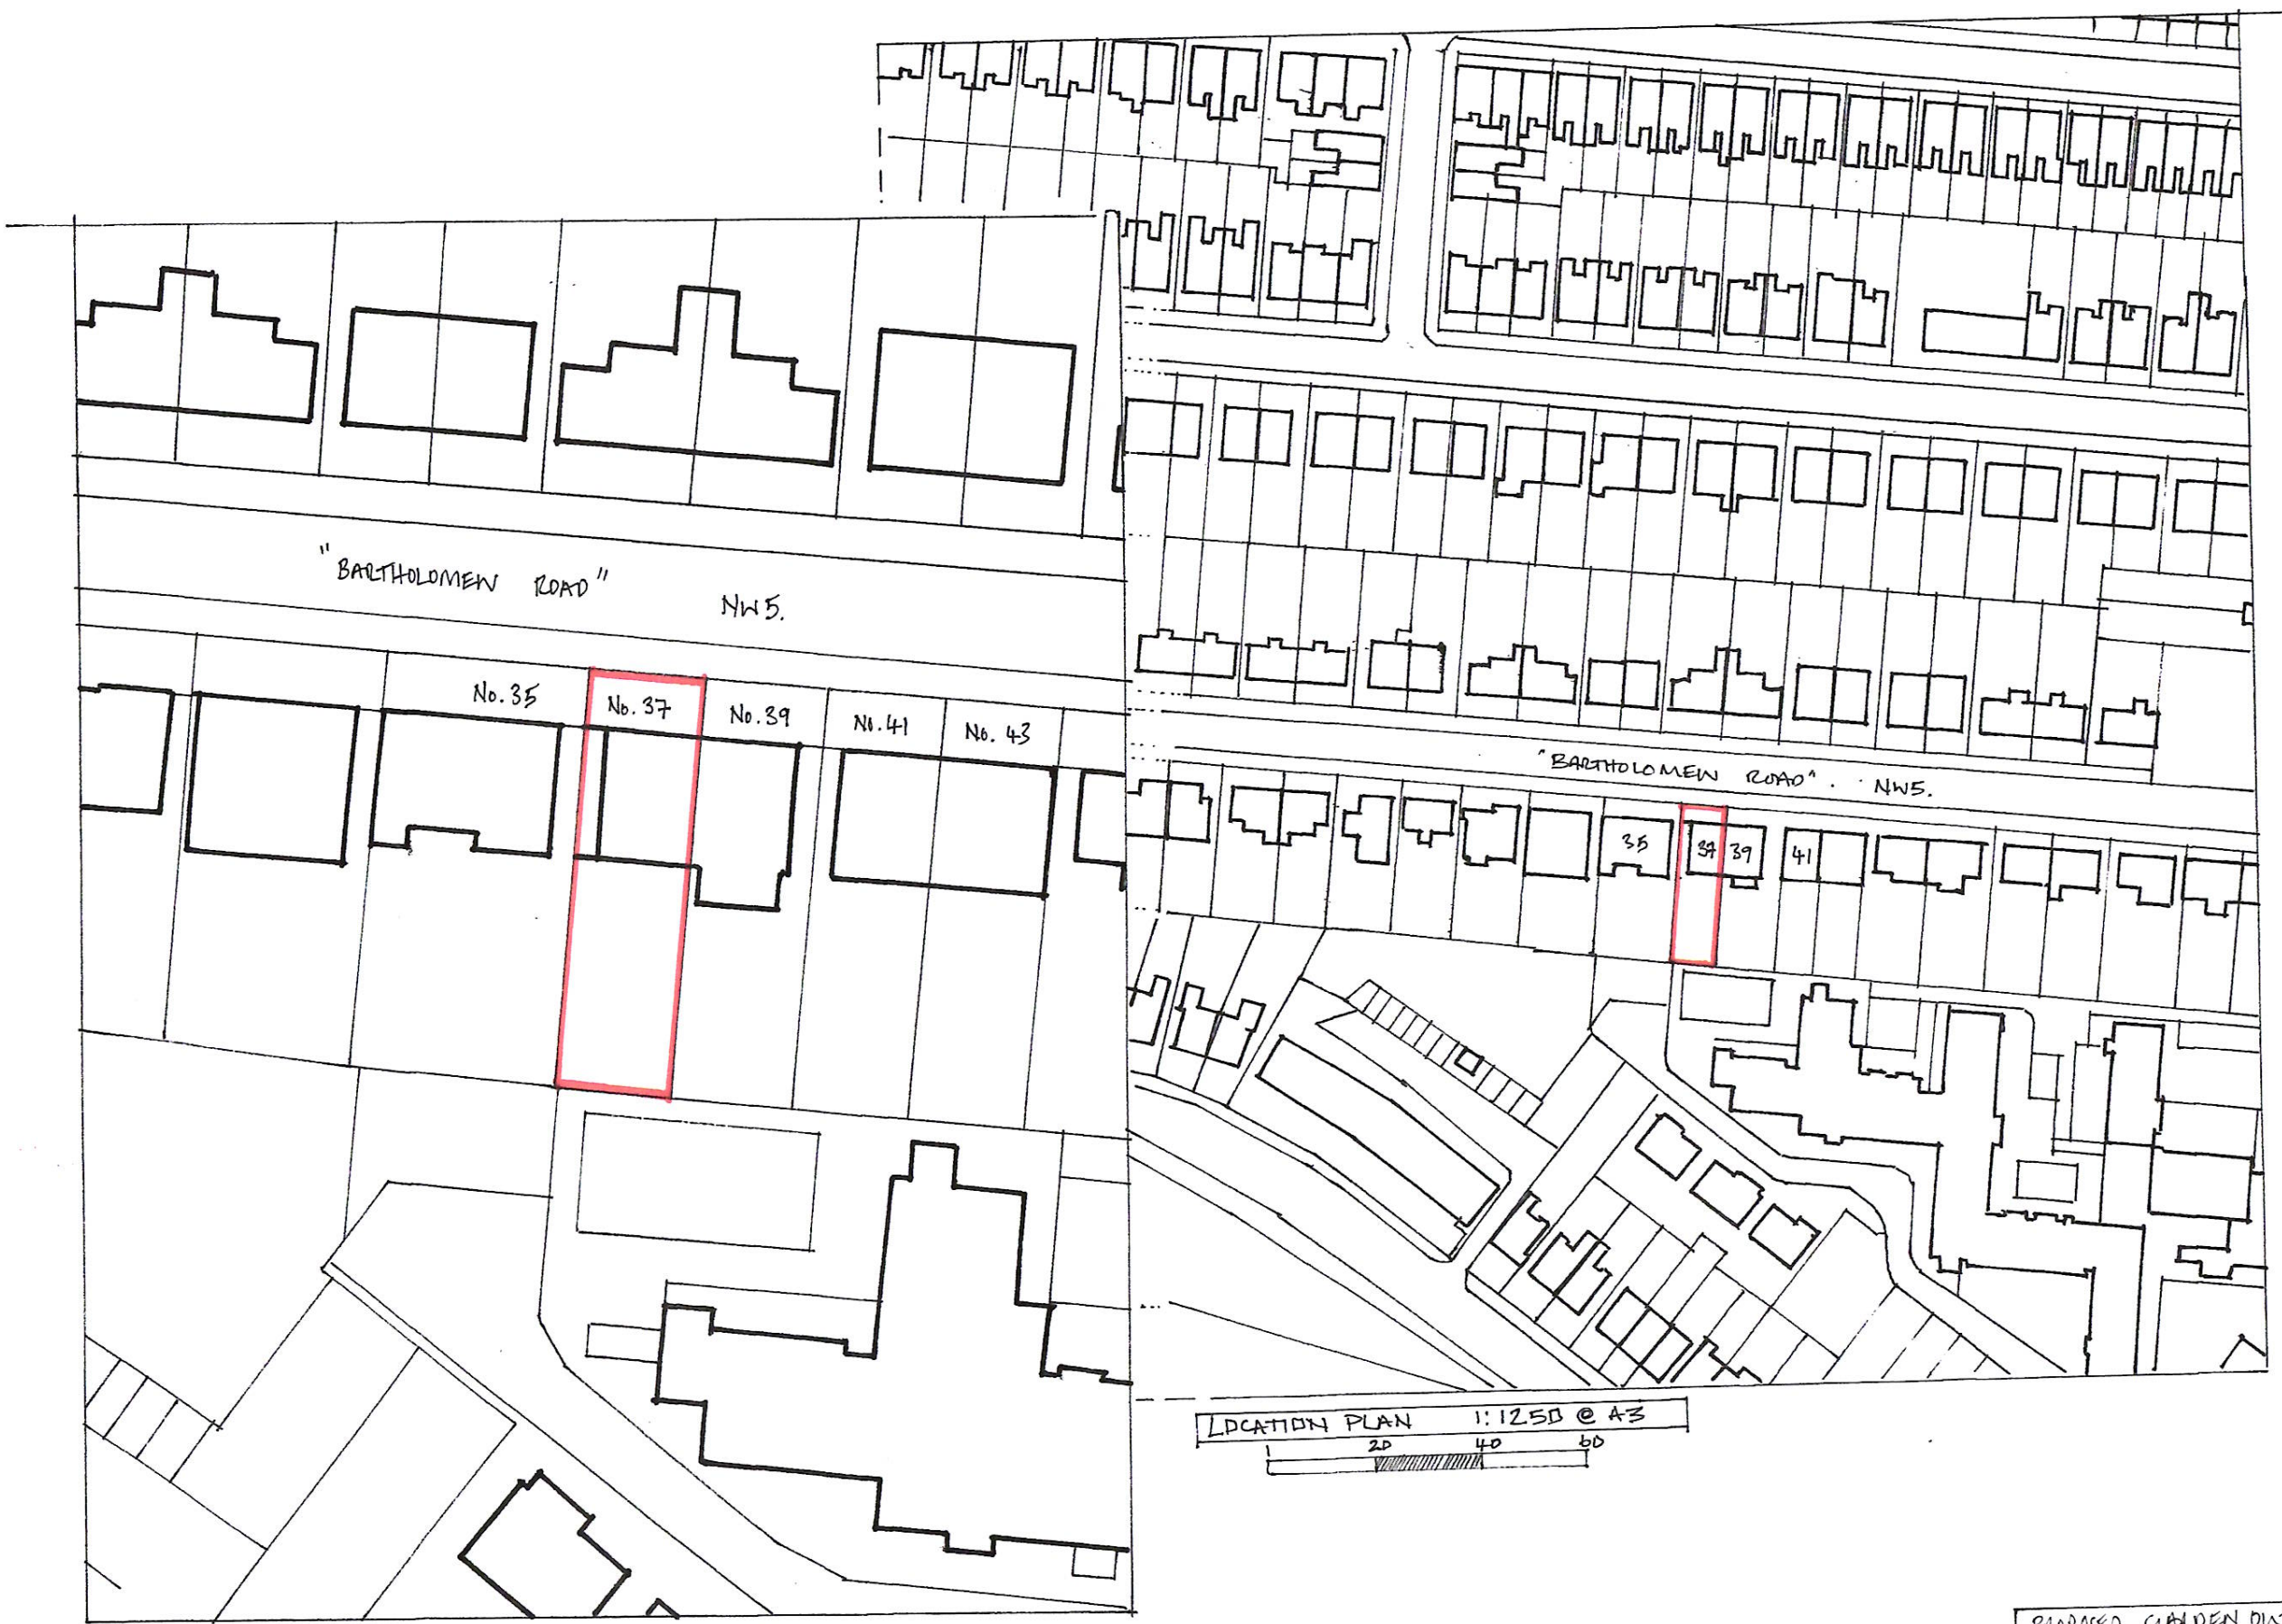 "BARTHOLOMEW ROAD"
NW5.
No. 35
No. 37
No. 39
No. 41
No. 43
"BARTHOLOMEW ROAD". NW5.
35
37
39
41
LOCATION PLAN 1:1250 @ A3
20 40 60